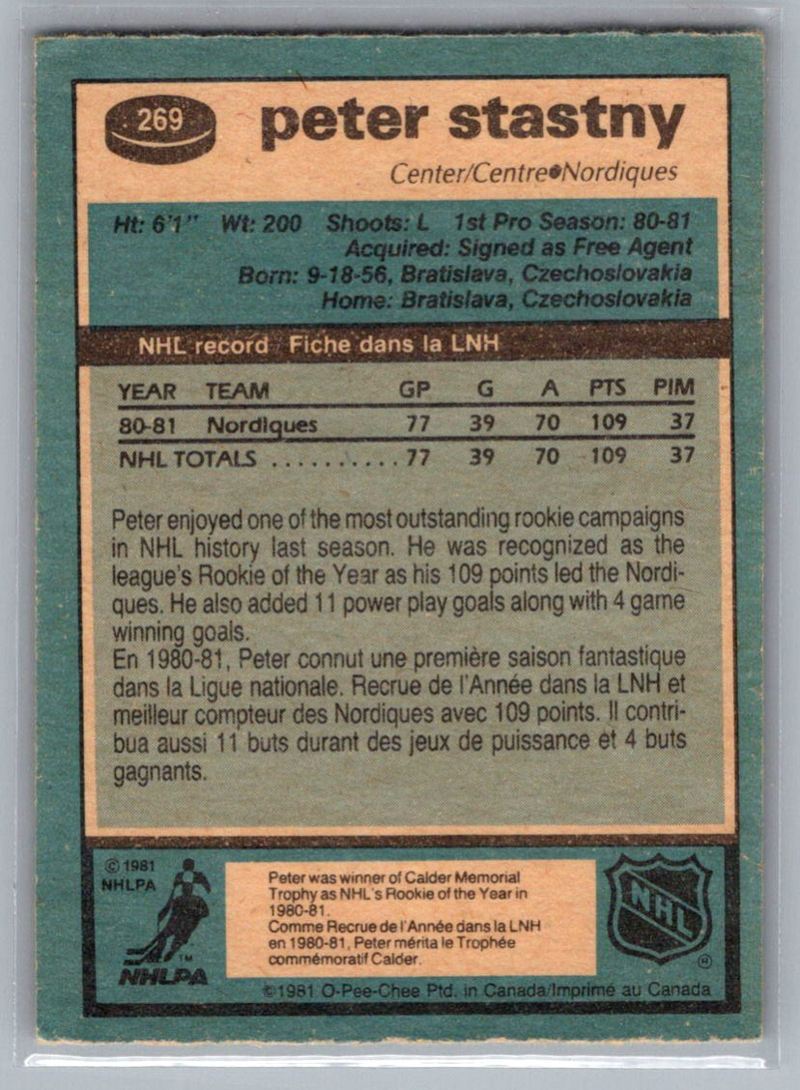 269
peter stastny
Center/Centre●Nordiques
Ht: 6'1" Wt: 200 Shoots: L 1st Pro Season: 80-81
Acquired: Signed as Free Agent
Born: 9-18-56, Bratislava, Czechoslovakia
Home: Bratislava, Czechoslovakia
NHL record Fiche dans la LNH
YEAR TEAM GP G A PTS PIM
80-81 Nordiques 77 39 70 109 37
NHL TOTALS .......... 77 39 70 109 37
Peter enjoyed one of the most outstanding rookie campaigns
in NHL history last season. He was recognized as the
league's Rookie of the Year as his 109 points led the Nordi-
ques. He also added 11 power play goals along with 4 game
winning goals.
En 1980-81, Peter connut une première saison fantastique
dans la Ligue nationale. Recrue de l'Année dans la LNH et
meilleur compteur des Nordiques avec 109 points. Il contri-
bua aussi 11 buts durant des jeux de puissance et 4 buts
gagnants.
© 1981
NHLPA
TM
NHLPA
Peter was winner of Calder Memorial
Trophy as NHL's Rookie of the Year in
1980-81.
Comme Recrue de l'Année dans la LNH
en 1980-81, Peter mérita le Trophée
commémoratif Calder.
NHL
®
©1981 O-Pee-Chee Ptd. in Canada/Imprimé au Canada